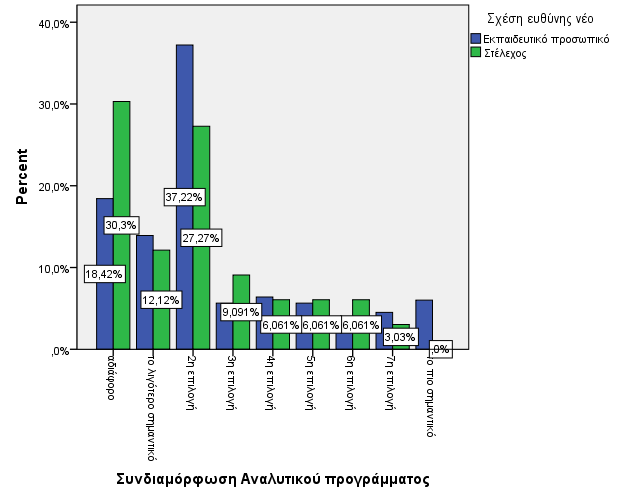 Σχέση ευθύνης νέο
Εκπαιδευτικό προσωπικό
Στέλεχος
40,0%
30,0%
20,0%
10,0%
,0%
Percent
37,22%
30,3%
27,27%
18,42%
12,12%
9,091%
6,061%
6,061%
6,061%
3,03%
,0%
αδιάφορο
Το λιγότερο σημαντικό
2η επιλογή
3η επιλογή
4η επιλογή
5η επιλογή
6η επιλογή
7η επιλογή
Το πιο σημαντικό
Συνδιαμόρφωση Αναλυτικού προγράμματος